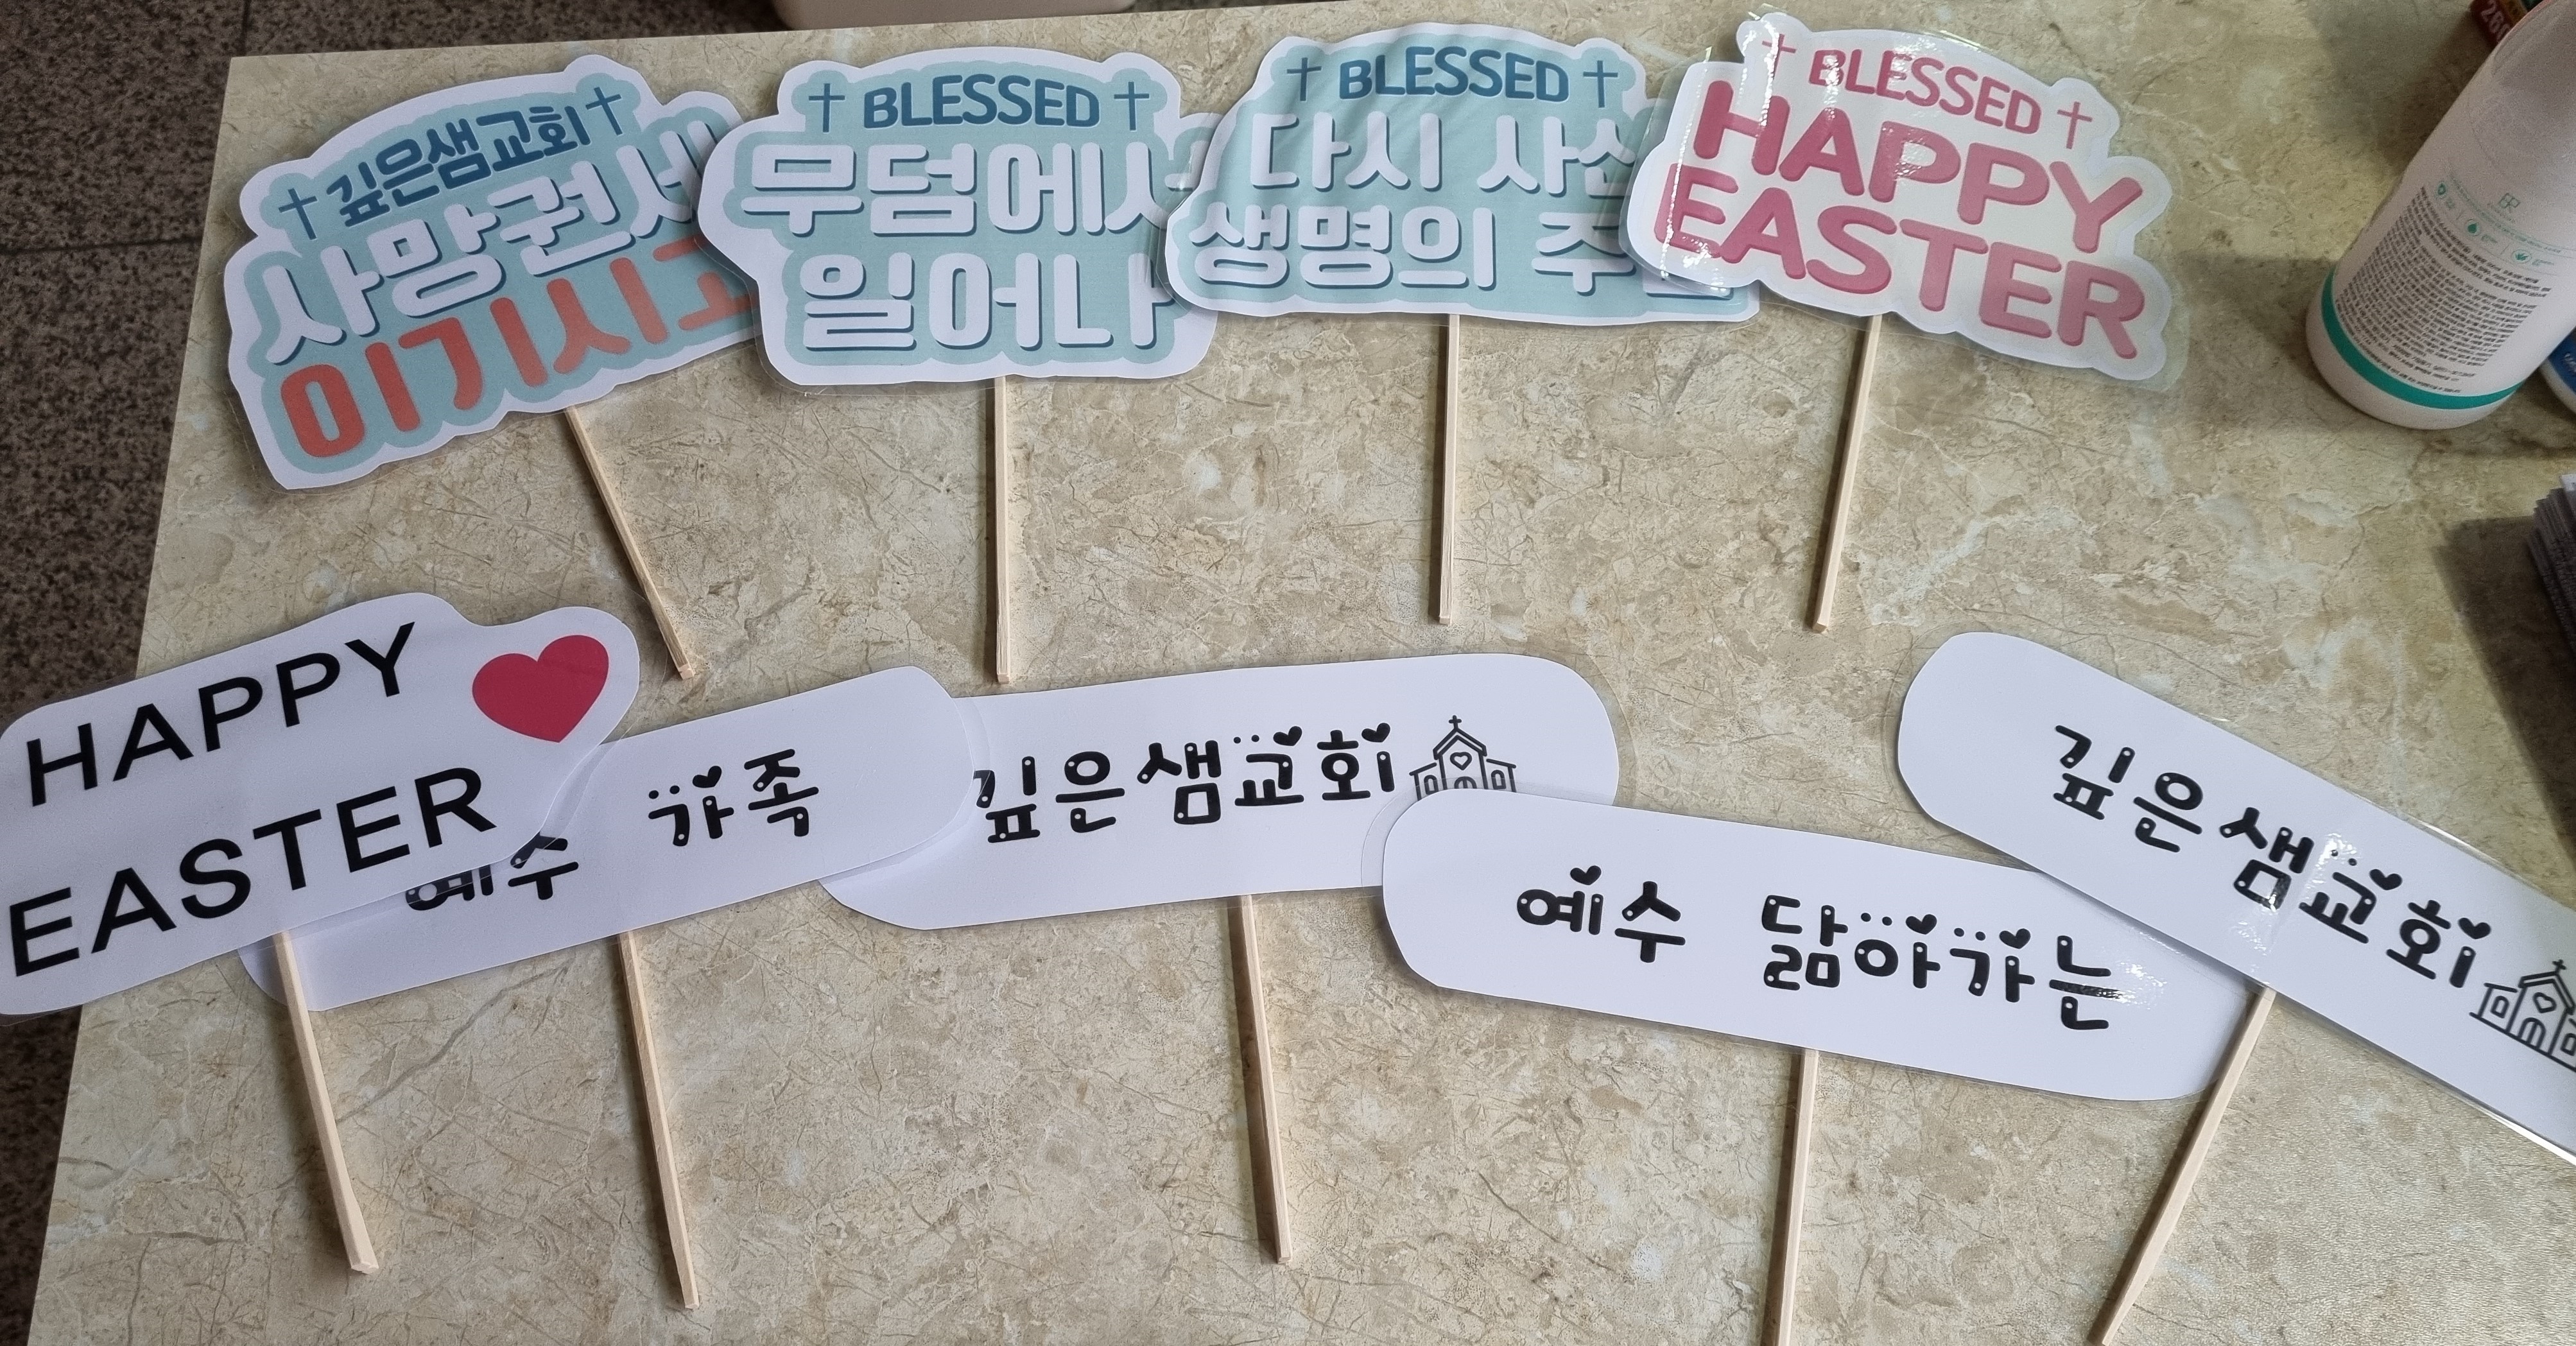 ✝깊은샘교회✝
사망권서
이기시고
✝ BLESSED ✝
무덤에서
일어나
✝ BLESSED ✝
다시 사신
생명의 주
✝ BLESSED ✝
HAPPY
EASTER
HAPPY
EASTER
예수 가족
깊은샘교회
예수 닮아가는
깊은샘교회